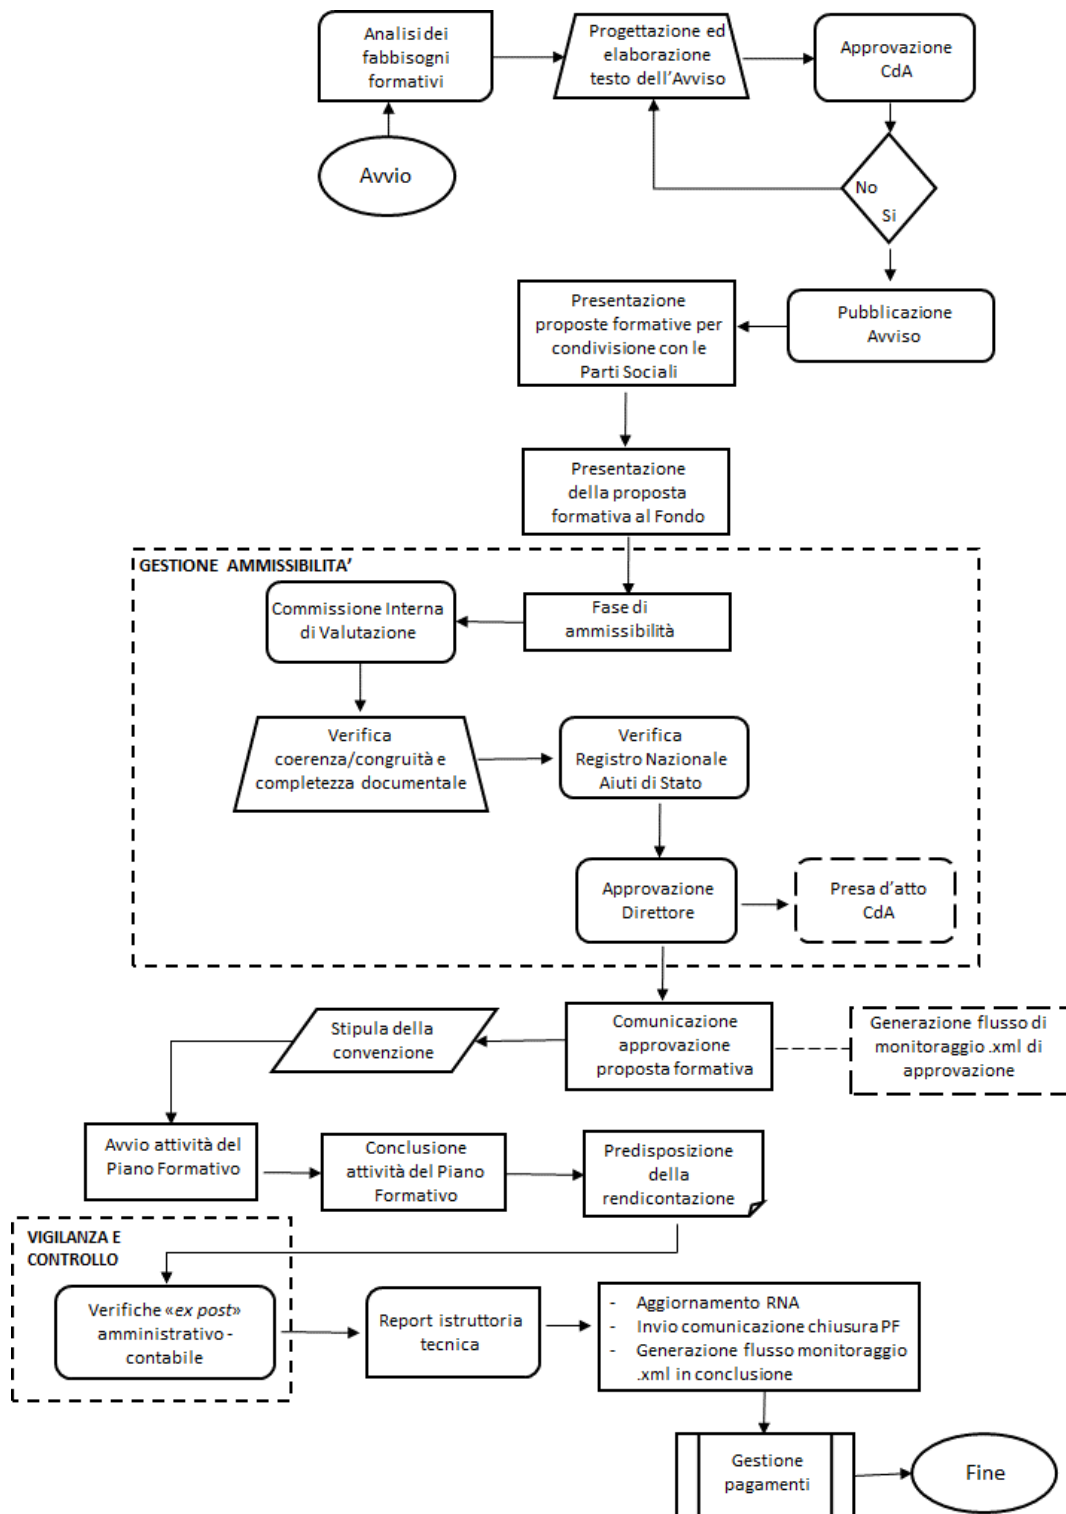 Analisi dei
fabbisogni
formativi
Progettazione ed
elaborazione
testo dell'Avviso
Approvazione
CdA
Avvio
No
Si
Pubblicazione
Avviso
Presentazione
proposte formative per
condivisione con le
Parti Sociali
Presentazione
della proposta
formativa al Fondo
GESTIONE AMMISSIBILITA'
Commissione Interna
di Valutazione
Fase di
ammissibilità
Verifica
coerenza/congruità e
completezza documentale
Verifica
Registro Nazionale
Aiuti di Stato
Approvazione
Direttore
Presa d'atto
CdA
Stipula della
convenzione
Comunicazione
approvazione
proposta formativa
Generazione flusso di
monitoraggio .xml di
approvazione
Avvio attività del
Piano Formativo
Conclusione
attività del Piano
Formativo
Predisposizione
della
rendicontazione
VIGILANZA E
CONTROLLO
Verifiche «ex post»
amministrativo -
contabile
Report istruttoria
tecnica
- Aggiornamento RNA
- Invio comunicazione chiusura PF
- Generazione flusso monitoraggio
.xml in conclusione
Gestione
pagamenti
Fine